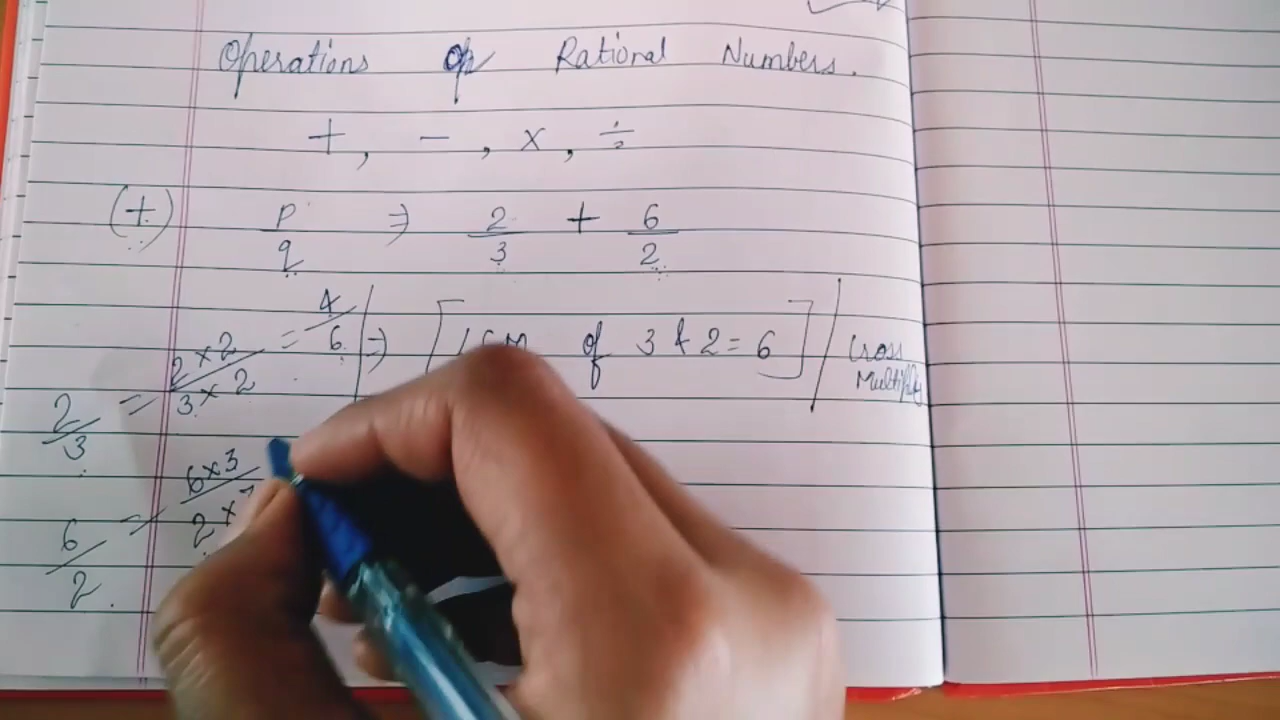 Operations of Rational Numbers.
+, -, x, ÷
(+) p/q ⇒ 2/3 + 6/2
2/3 = 2 x 2/3 x 2 = 4/6 ⇒ [LCM of 3 & 2 = 6] Cross Multiply
6/2 = 6 x 3/2 x